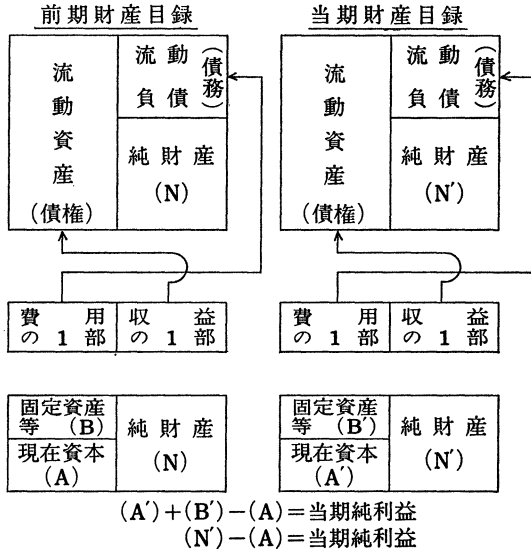 前期財産目録
流動資産
(債権)
流動
負債
(債務)
純財産
(N)
費用
の1部
収益
の1部
固定資産
等 (B)
現在資本
(A)
純財産
(N)
当期財産目録
流動資産
(債権)
流動
負債
(債務)
純財産
(N′)
費用
の1部
収益
の1部
固定資産
等 (B′)
現在資本
(A′)
純財産
(N′)
(A′)+(B′)−(A)=当期純利益
(N′)−(A)=当期純利益